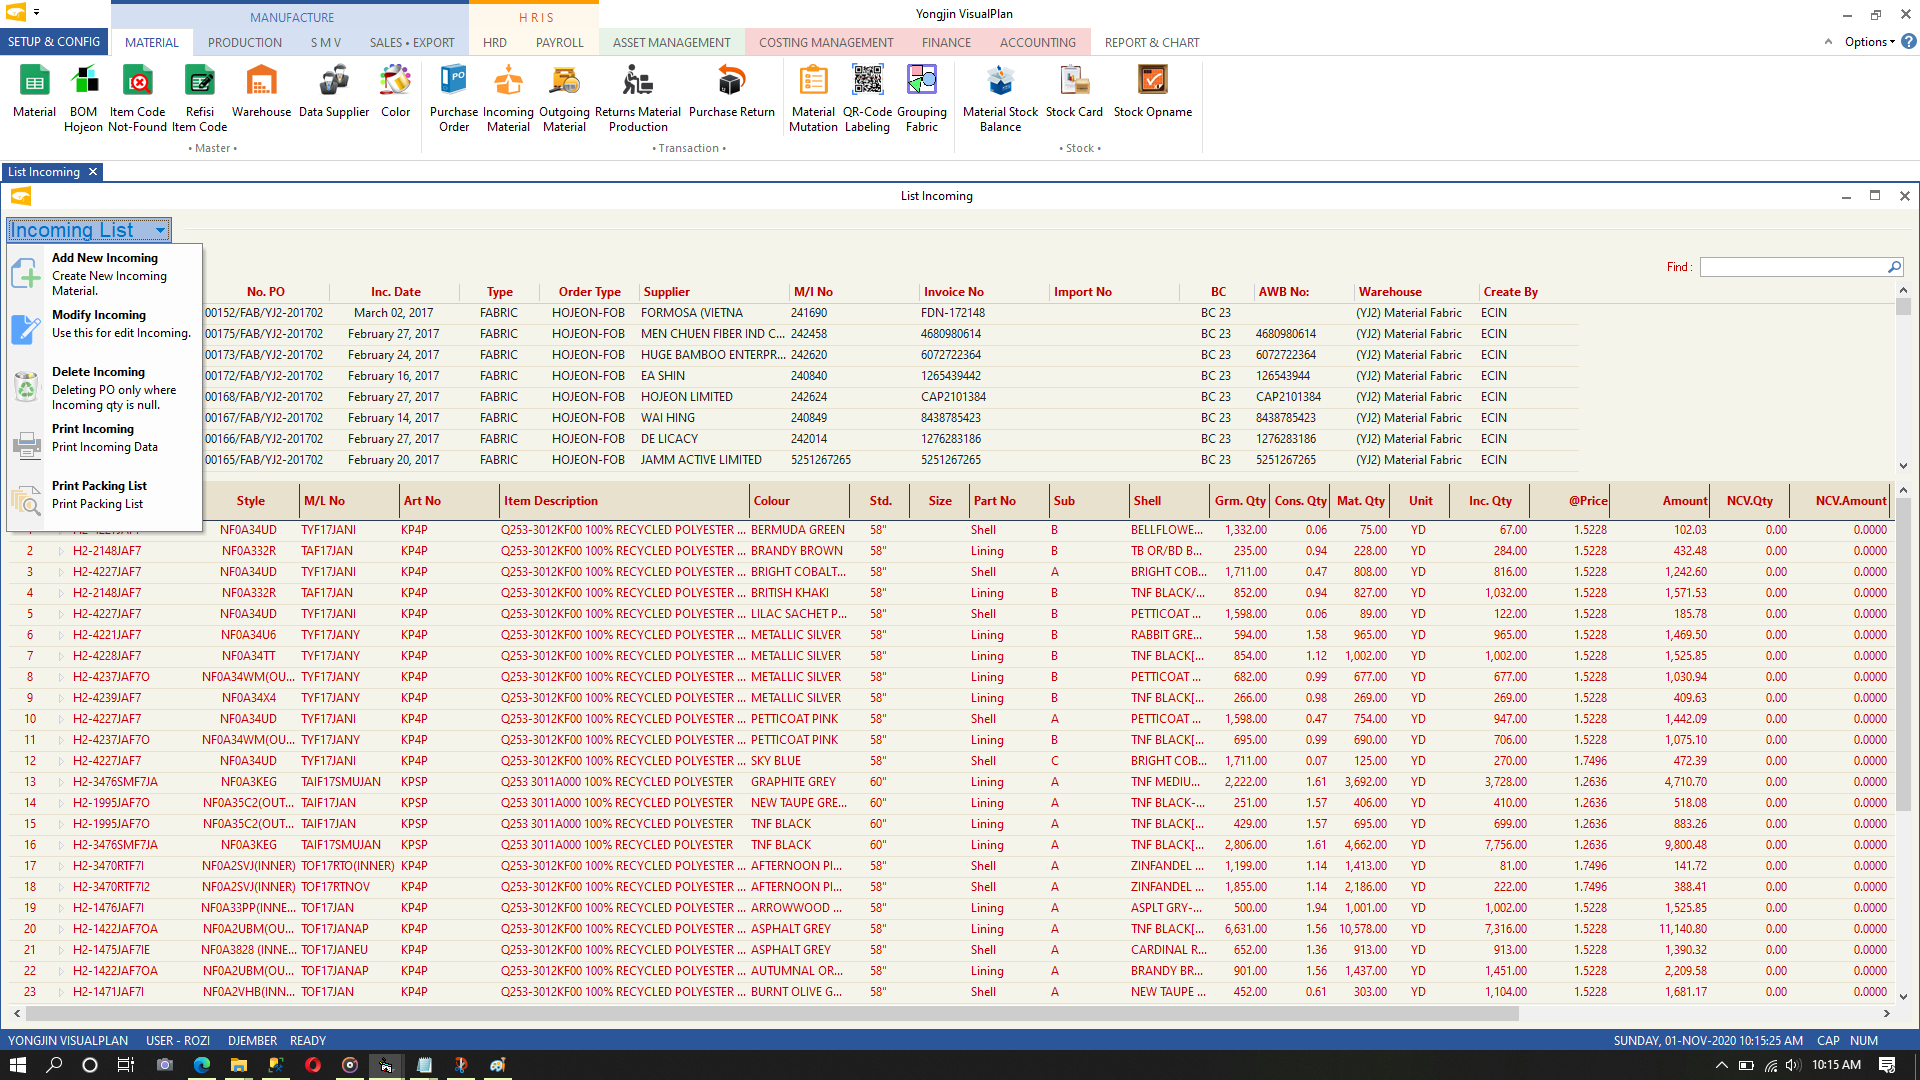 Yongjin VisualPlan
MANUFACTURE
H R I S
SETUP & CONFIG
MATERIAL
PRODUCTION
S M V
SALES • EXPORT
HRD
PAYROLL
ASSET MANAGEMENT
COSTING MANAGEMENT
FINANCE
ACCOUNTING
REPORT & CHART
Options
Material
BOM Hojeon
Item Code Not-Found
Refisi Item Code
Warehouse
Data Supplier
Color
Purchase Order
Incoming Material
Outgoing Material
Returns Material Production
Purchase Return
Material Mutation
QR-Code Labeling
Grouping Fabric
Material Stock Balance
Stock Card
Stock Opname
• Master •
• Transaction •
• Stock •
List Incoming
List Incoming
Incoming List
Add New Incoming
Create New Incoming Material.
Modify Incoming
Use this for edit Incoming.
Delete Incoming
Deleting PO only where Incoming qty is null.
Print Incoming
Print Incoming Data
Print Packing List
Print Packing List
Find :
No. PO Inc. Date Type Order Type Supplier M/I No Invoice No Import No BC AWB No: Warehouse Create By
00152/FAB/YJ2-201702 March 02, 2017 FABRIC HOJEON-FOB FORMOSA (VIETNA 241690 FDN-172148 BC 23 (YJ2) Material Fabric ECIN
00175/FAB/YJ2-201702 February 27, 2017 FABRIC HOJEON-FOB MEN CHUEN FIBER IND C... 242458 4680980614 BC 23 4680980614 (YJ2) Material Fabric ECIN
00173/FAB/YJ2-201702 February 24, 2017 FABRIC HOJEON-FOB HUGE BAMBOO ENTERPR... 242620 6072722364 BC 23 6072722364 (YJ2) Material Fabric ECIN
00172/FAB/YJ2-201702 February 16, 2017 FABRIC HOJEON-FOB EA SHIN 240840 1265439442 BC 23 126543944 (YJ2) Material Fabric ECIN
00168/FAB/YJ2-201702 February 27, 2017 FABRIC HOJEON-FOB HOJEON LIMITED 242624 CAP2101384 BC 23 CAP2101384 (YJ2) Material Fabric ECIN
00167/FAB/YJ2-201702 February 14, 2017 FABRIC HOJEON-FOB WAI HING 240849 8438785423 BC 23 8438785423 (YJ2) Material Fabric ECIN
00166/FAB/YJ2-201702 February 27, 2017 FABRIC HOJEON-FOB DE LICACY 242014 1276283186 BC 23 1276283186 (YJ2) Material Fabric ECIN
00165/FAB/YJ2-201702 February 20, 2017 FABRIC HOJEON-FOB JAMM ACTIVE LIMITED 5251267265 5251267265 BC 23 5251267265 (YJ2) Material Fabric ECIN
Style M/L No Art No Item Description Colour Std. Size Part No Sub Shell Grm. Qty Cons. Qty Mat. Qty Unit Inc. Qty @Price Amount NCV.Qty NCV.Amount
NF0A34UD TYF17JANI KP4P Q253-3012KF00 100% RECYCLED POLYESTER ... BERMUDA GREEN 58" Shell B BELLFLOWE... 1,332.00 0.06 75.00 YD 67.00 1.5228 102.03 0.00 0.0000
2 H2-2148JAF7 NF0A332R TAF17JAN KP4P Q253-3012KF00 100% RECYCLED POLYESTER ... BRANDY BROWN 58" Lining B TB OR/BD B... 235.00 0.94 228.00 YD 284.00 1.5228 432.48 0.00 0.0000
3 H2-4227JAF7 NF0A34UD TYF17JANI KP4P Q253-3012KF00 100% RECYCLED POLYESTER ... BRIGHT COBALT... 58" Shell A BRIGHT COB... 1,711.00 0.47 808.00 YD 816.00 1.5228 1,242.60 0.00 0.0000
4 H2-2148JAF7 NF0A332R TAF17JAN KP4P Q253-3012KF00 100% RECYCLED POLYESTER ... BRITISH KHAKI 58" Lining B TNF BLACK/... 852.00 0.94 827.00 YD 1,032.00 1.5228 1,571.53 0.00 0.0000
5 H2-4227JAF7 NF0A34UD TYF17JANI KP4P Q253-3012KF00 100% RECYCLED POLYESTER ... LILAC SACHET P... 58" Shell B PETTICOAT ... 1,598.00 0.06 89.00 YD 122.00 1.5228 185.78 0.00 0.0000
6 H2-4221JAF7 NF0A34U6 TYF17JANY KP4P Q253-3012KF00 100% RECYCLED POLYESTER ... METALLIC SILVER 58" Lining B RABBIT GRE... 594.00 1.58 965.00 YD 965.00 1.5228 1,469.50 0.00 0.0000
7 H2-4228JAF7 NF0A34TT TYF17JANY KP4P Q253-3012KF00 100% RECYCLED POLYESTER ... METALLIC SILVER 58" Lining B TNF BLACK[... 854.00 1.12 1,002.00 YD 1,002.00 1.5228 1,525.85 0.00 0.0000
8 H2-4237JAF7O NF0A34WM(OU... TYF17JANY KP4P Q253-3012KF00 100% RECYCLED POLYESTER ... METALLIC SILVER 58" Lining B PETTICOAT ... 682.00 0.99 677.00 YD 677.00 1.5228 1,030.94 0.00 0.0000
9 H2-4239JAF7 NF0A34X4 TYF17JANY KP4P Q253-3012KF00 100% RECYCLED POLYESTER ... METALLIC SILVER 58" Lining B TNF BLACK[... 266.00 0.98 269.00 YD 269.00 1.5228 409.63 0.00 0.0000
10 H2-4227JAF7 NF0A34UD TYF17JANI KP4P Q253-3012KF00 100% RECYCLED POLYESTER ... PETTICOAT PINK 58" Shell A PETTICOAT ... 1,598.00 0.47 754.00 YD 947.00 1.5228 1,442.09 0.00 0.0000
11 H2-4237JAF7O NF0A34WM(OU... TYF17JANY KP4P Q253-3012KF00 100% RECYCLED POLYESTER ... PETTICOAT PINK 58" Lining B TNF BLACK[... 695.00 0.99 690.00 YD 706.00 1.5228 1,075.10 0.00 0.0000
12 H2-4227JAF7 NF0A34UD TYF17JANI KP4P Q253-3012KF00 100% RECYCLED POLYESTER ... SKY BLUE 58" Shell C BRIGHT COB... 1,711.00 0.07 125.00 YD 270.00 1.7496 472.39 0.00 0.0000
13 H2-3476SMF7JA NF0A3KEG TAIF17SMUJAN KPSP Q253 3011A000 100% RECYCLED POLYESTER GRAPHITE GREY 60" Lining A TNF MEDIU... 2,222.00 1.61 3,692.00 YD 3,728.00 1.2636 4,710.70 0.00 0.0000
14 H2-1995JAF7O NF0A35C2(OUT... TAIF17JAN KPSP Q253 3011A000 100% RECYCLED POLYESTER NEW TAUPE GRE... 60" Lining A TNF BLACK-... 251.00 1.57 406.00 YD 410.00 1.2636 518.08 0.00 0.0000
15 H2-1995JAF7O NF0A35C2(OUT... TAIF17JAN KPSP Q253 3011A000 100% RECYCLED POLYESTER TNF BLACK 60" Lining A TNF BLACK[... 429.00 1.57 695.00 YD 699.00 1.2636 883.26 0.00 0.0000
16 H2-3476SMF7JA NF0A3KEG TAIF17SMUJAN KPSP Q253 3011A000 100% RECYCLED POLYESTER TNF BLACK 60" Lining A TNF BLACK[... 2,806.00 1.61 4,662.00 YD 7,756.00 1.2636 9,800.48 0.00 0.0000
17 H2-3470RTF7I NF0A2SVJ(INNER) TOF17RTO(INNER) KP4P Q253-3012KF00 100% RECYCLED POLYESTER ... AFTERNOON PI... 58" Shell A ZINFANDEL ... 1,199.00 1.14 1,413.00 YD 81.00 1.7496 141.72 0.00 0.0000
18 H2-3470RTF7I2 NF0A2SVJ(INNER) TOF17RTNOV KP4P Q253-3012KF00 100% RECYCLED POLYESTER ... AFTERNOON PI... 58" Shell A ZINFANDEL ... 1,855.00 1.14 2,186.00 YD 222.00 1.7496 388.41 0.00 0.0000
19 H2-1476JAF7I NF0A33PP(INNE... TOF17JAN KP4P Q253-3012KF00 100% RECYCLED POLYESTER ... ARROWWOOD ... 58" Lining A ASPLT GRY-... 500.00 1.94 1,001.00 YD 1,002.00 1.5228 1,525.85 0.00 0.0000
20 H2-1422JAF7OA NF0A2UBM(OU... TOF17JANAP KP4P Q253-3012KF00 100% RECYCLED POLYESTER ... ASPHALT GREY 58" Lining A TNF BLACK[... 6,631.00 1.56 10,578.00 YD 7,316.00 1.5228 11,140.80 0.00 0.0000
21 H2-1475JAF7IE NF0A3828 (INNE... TOF17JANEU KP4P Q253-3012KF00 100% RECYCLED POLYESTER ... ASPHALT GREY 58" Shell A CARDINAL R... 652.00 1.36 913.00 YD 913.00 1.5228 1,390.32 0.00 0.0000
22 H2-1422JAF7OA NF0A2UBM(OU... TOF17JANAP KP4P Q253-3012KF00 100% RECYCLED POLYESTER ... AUTUMNAL OR... 58" Lining A BRANDY BR... 901.00 1.56 1,437.00 YD 1,451.00 1.5228 2,209.58 0.00 0.0000
23 H2-1471JAF7I NF0A2VHB(INN... TOF17JAN KP4P Q253-3012KF00 100% RECYCLED POLYESTER ... BURNT OLIVE G... 58" Shell A NEW TAUPE ... 452.00 0.61 303.00 YD 1,104.00 1.5228 1,681.17 0.00 0.0000
YONGJIN VISUALPLAN USER - ROZI DJEMBER READY SUNDAY, 01-NOV-2020 10:15:25 AM CAP NUM
10:15 AM